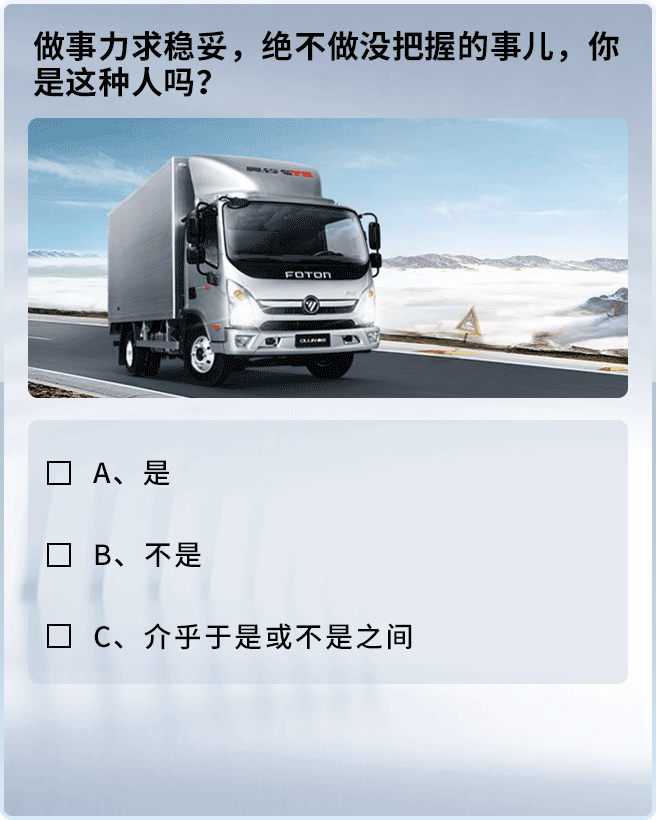 做事力求稳妥，绝不做没把握的事儿，你
是这种人吗？
FOTON
A、是
B、不是
C、介乎于是或不是之间